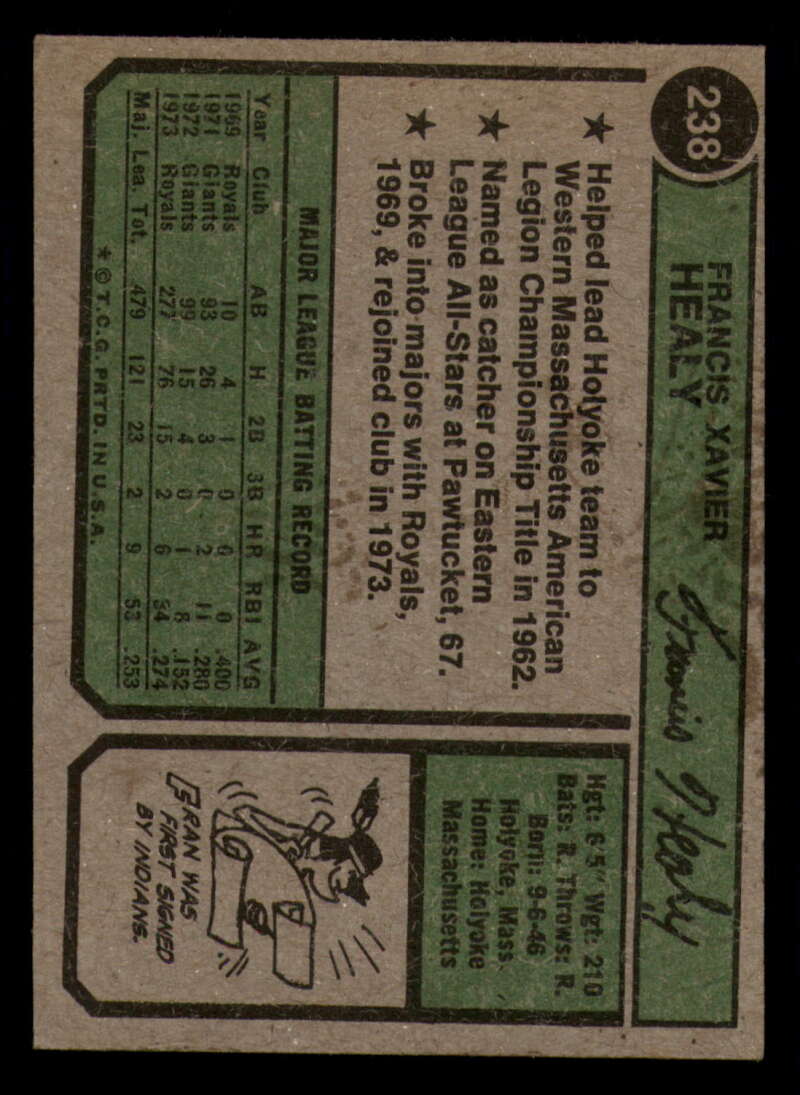 238
FRANCIS XAVIER
HEALY
Francis Healy
★ Helped lead Holyoke team to
Western Massachusetts American
Legion Championship Title in 1962.
★ Named as catcher on Eastern
League All-Stars at Pawtucket, 67.
★ Broke into majors with Royals,
1969, & rejoined club in 1973.
MAJOR LEAGUE BATTING RECORD
Year Club AB H 2B 3B HR RBI AVG
1969 Royals 10 4 1 0 0 0 .400
1971 Giants 93 26 3 0 2 11 .280
1972 Giants 99 15 4 0 1 8 .152
1973 Royals 277 76 15 2 6 34 .274
Maj. Lea. Tot. 479 121 23 2 9 53 .253
* © T.C.G. PRTD. IN U.S.A.
Hgt: 6'5" Wgt: 210
Bats: R. Throws: R.
Born: 9-6-46
Holyoke, Mass.
Home: Holyoke
Massachusetts
FRAN WAS
FIRST SIGNED
BY INDIANS.